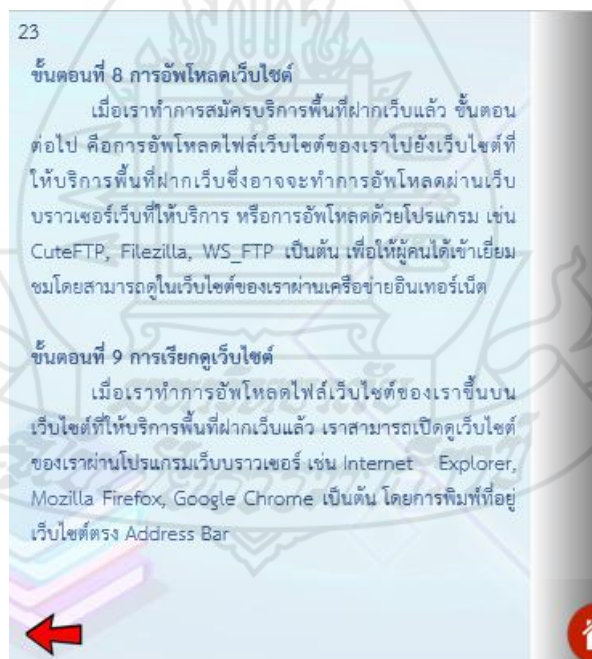 23
ขั้นตอนที่ 8 การอัพโหลดเว็บไซต์
เมื่อเราทำการสมัครบริการพื้นที่ฝากเว็บแล้ว ขั้นตอน
ต่อไป คือการอัพโหลดไฟล์เว็บไซต์ของเราไปยังเว็บไซต์ที่
ให้บริการพื้นที่ฝากเว็บซึ่งอาจจะทำการอัพโหลดผ่านเว็บ
บราวเซอร์เว็บที่ให้บริการ หรือการอัพโหลดด้วยโปรแกรม เช่น
CuteFTP, Filezilla, WS_FTP เป็นต้น เพื่อให้ผู้คนได้เข้าเยี่ยม
ชมโดยสามารถดูในเว็บไซต์ของเราผ่านเครือข่ายอินเทอร์เน็ต
ขั้นตอนที่ 9 การเรียกดูเว็บไซต์
เมื่อเราทำการอัพโหลดไฟล์เว็บไซต์ของเราขึ้นบน
เว็บไซต์ที่ให้บริการพื้นที่ฝากเว็บแล้ว เราสามารถเปิดดูเว็บไซต์
ของเราผ่านโปรแกรมเว็บบราวเซอร์ เช่น Internet Explorer,
Mozilla Firefox, Google Chrome เป็นต้น โดยการพิมพ์ที่อยู่
เว็บไซต์ตรง Address Bar